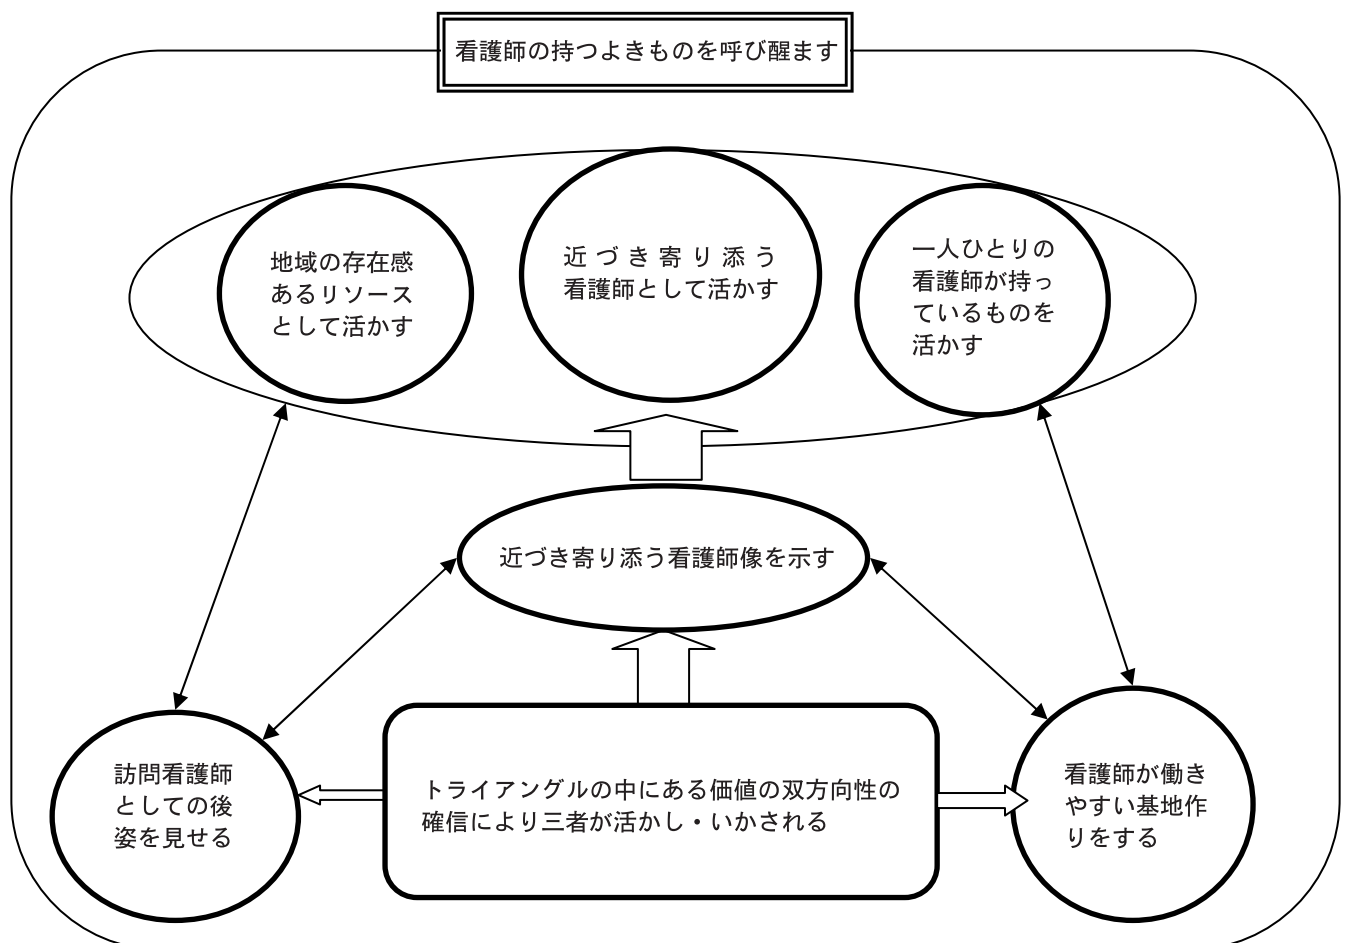 看護師の持つよきものを呼び醒ます
地域の存在感
あるリソース
として活かす
近づき寄り添う
看護師として活かす
一人ひとりの
看護師が持っ
ているものを
活かす
近づき寄り添う看護師像を示す
訪問看護師
としての後
姿を見せる
トライアングルの中にある価値の双方向性の
確信により三者が活かし・いかされる
看護師が働き
やすい基地作
りをする